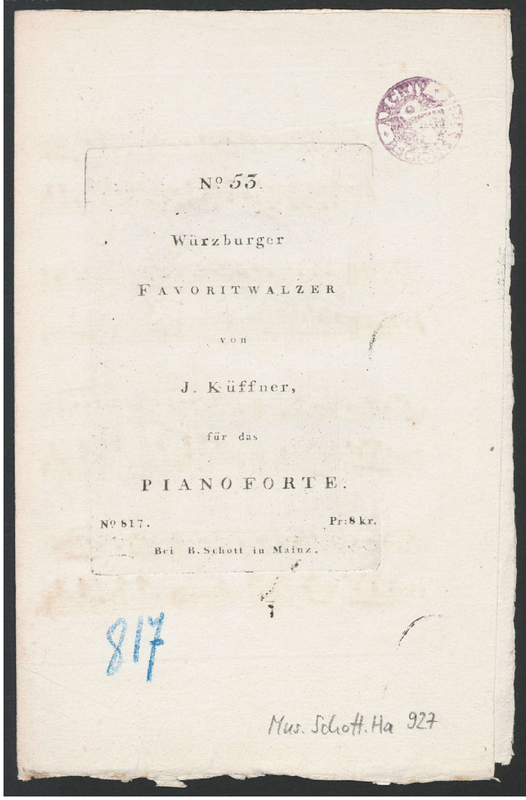 ARCHIV
Nº 53.
Würzburger
FAVORITWALZER
von
J. Küffner,
für das
PIANOFORTE.
Nº 817. Pr: 8 kr.
Bei B. Schott in Mainz.
817
Mus. Schott. Ha 927